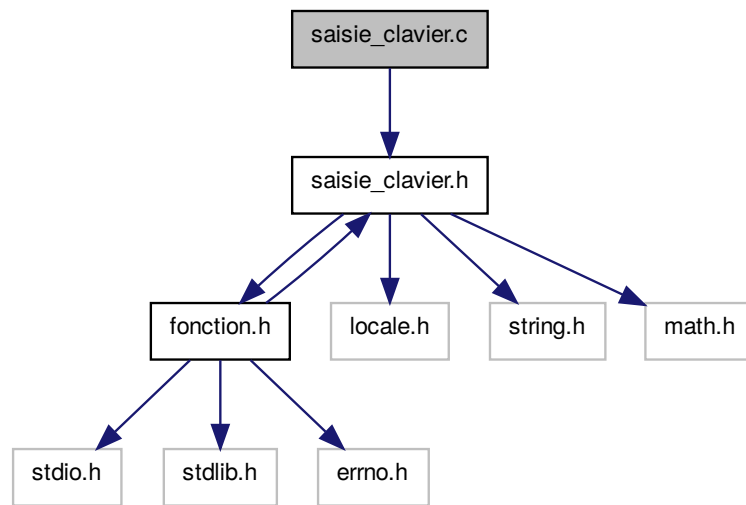 saisie_clavier.c
saisie_clavier.h
fonction.h
locale.h
string.h
math.h
stdio.h
stdlib.h
errno.h